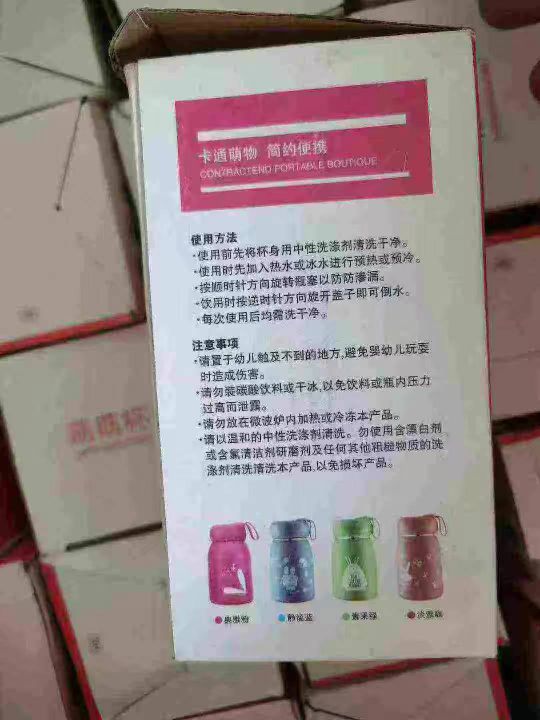 卡通萌物 简约便携
CONTRACTEND PORTABLE BOUTIQUE
使用方法
·使用前先将杯身用中性洗涤剂清洗干净。
·使用时先加入热水或冰水进行预热或预冷。
·按顺时针方向旋转瓶塞以防防渗漏。
·饮用时按逆时针方向旋开盖子即可倒水。
·每次使用后均需洗干净。
注意事项
·请置于幼儿触及不到的地方,避免婴幼儿玩耍
时造成伤害。
·请勿装碳酸饮料或干冰,以免饮料或瓶内压力
过高而泄露。
·请勿放在微波炉内加热或冷冻本产品。
·请以温和的中性洗涤剂清洗。勿使用含漂白剂
或含氯清洁剂研磨剂及任何其他粗糙物质的洗
涤剂清洗清洗本产品,以免损坏产品。
静谧蓝